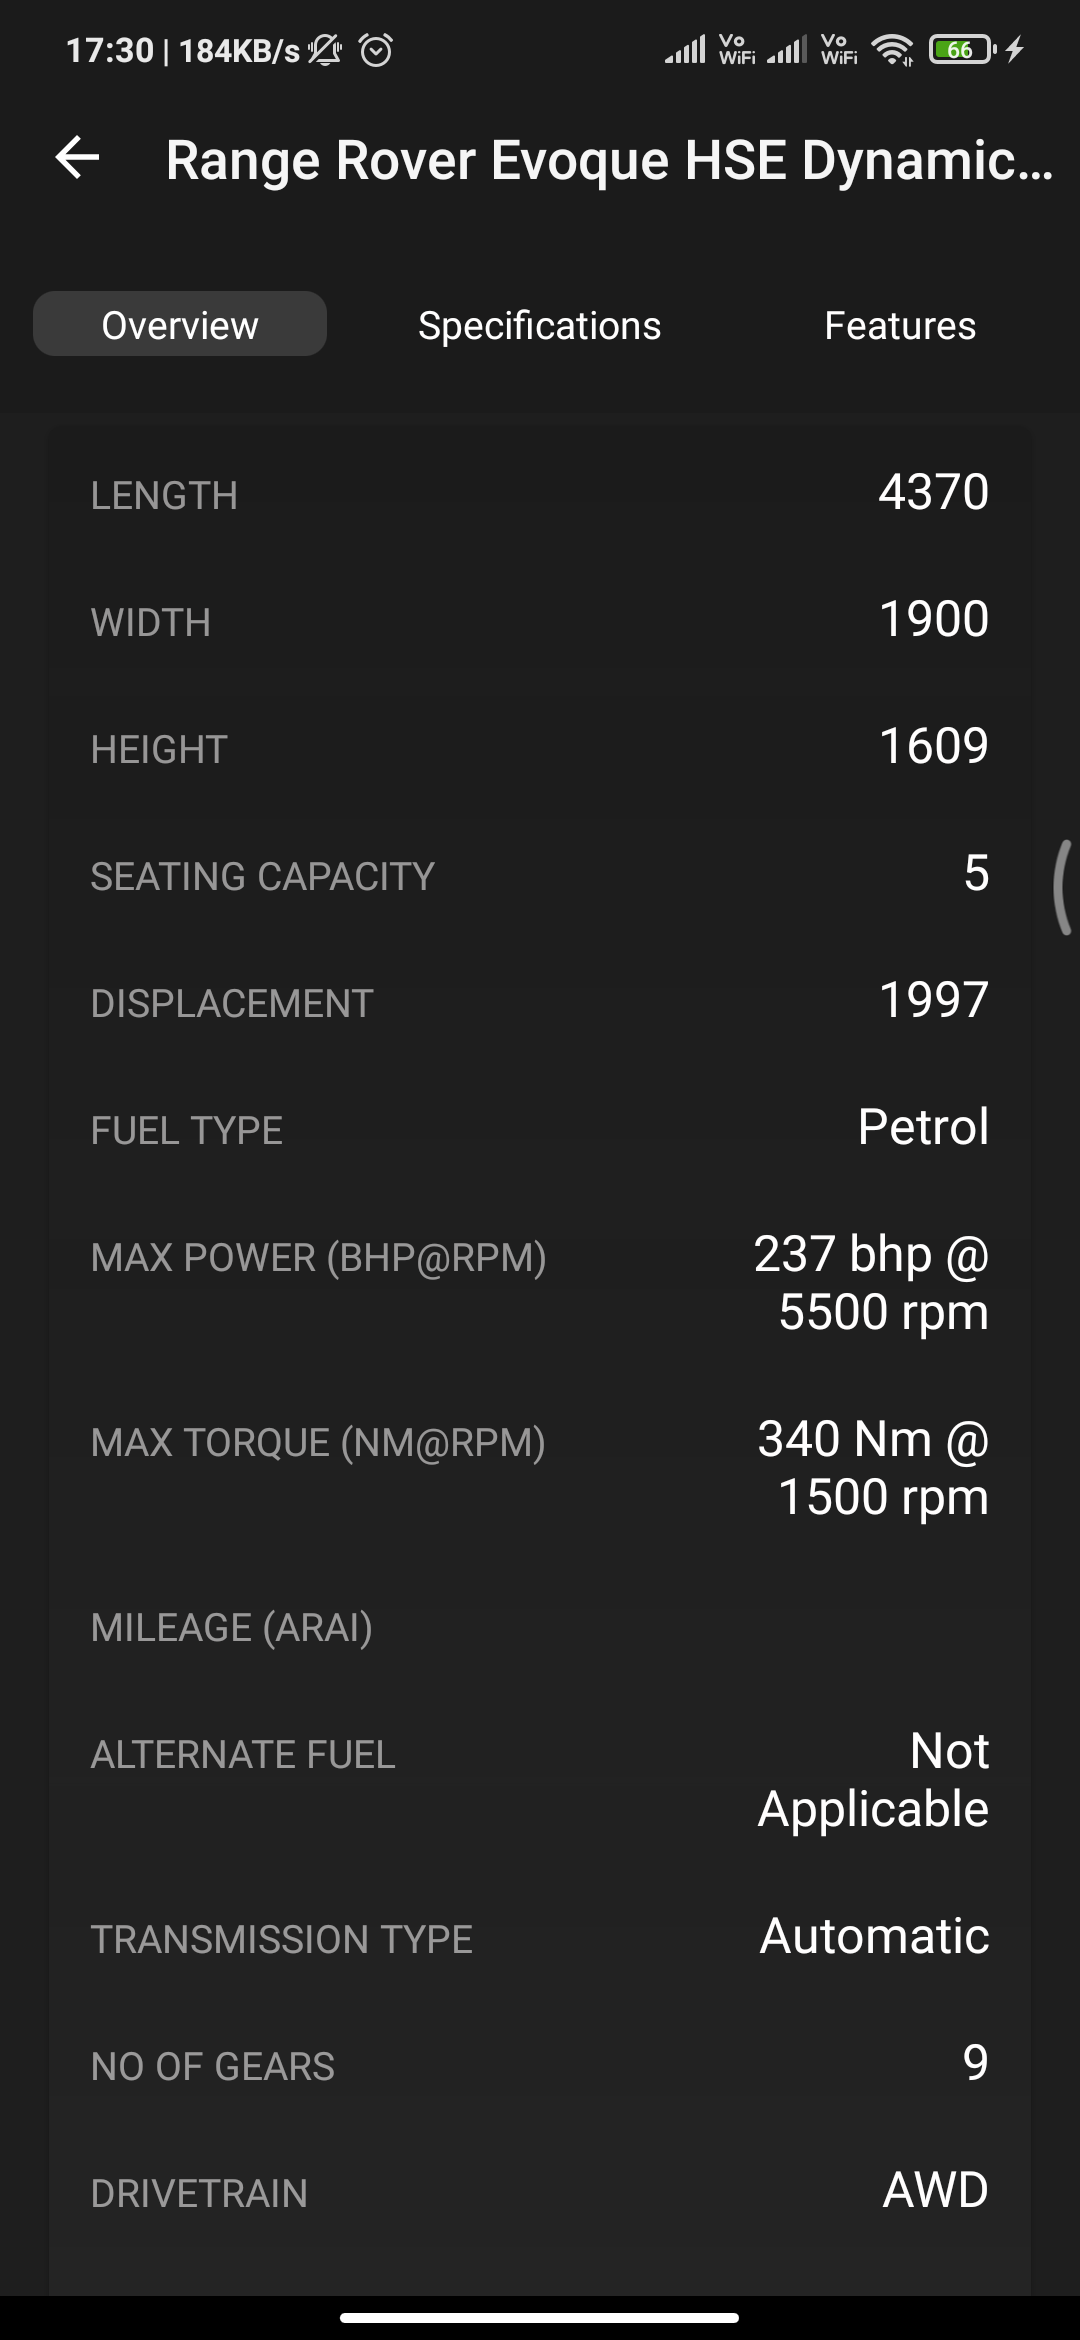 17:30 | 184KB/s Vo WiFi Vo WiFi 66
Range Rover Evoque HSE Dynamic...
Overview Specifications Features
LENGTH 4370
WIDTH 1900
HEIGHT 1609
SEATING CAPACITY 5
DISPLACEMENT 1997
FUEL TYPE Petrol
MAX POWER (BHP@RPM) 237 bhp @
5500 rpm
MAX TORQUE (NM@RPM) 340 Nm @
1500 rpm
MILEAGE (ARAI)
ALTERNATE FUEL Not
Applicable
TRANSMISSION TYPE Automatic
NO OF GEARS 9
DRIVETRAIN AWD